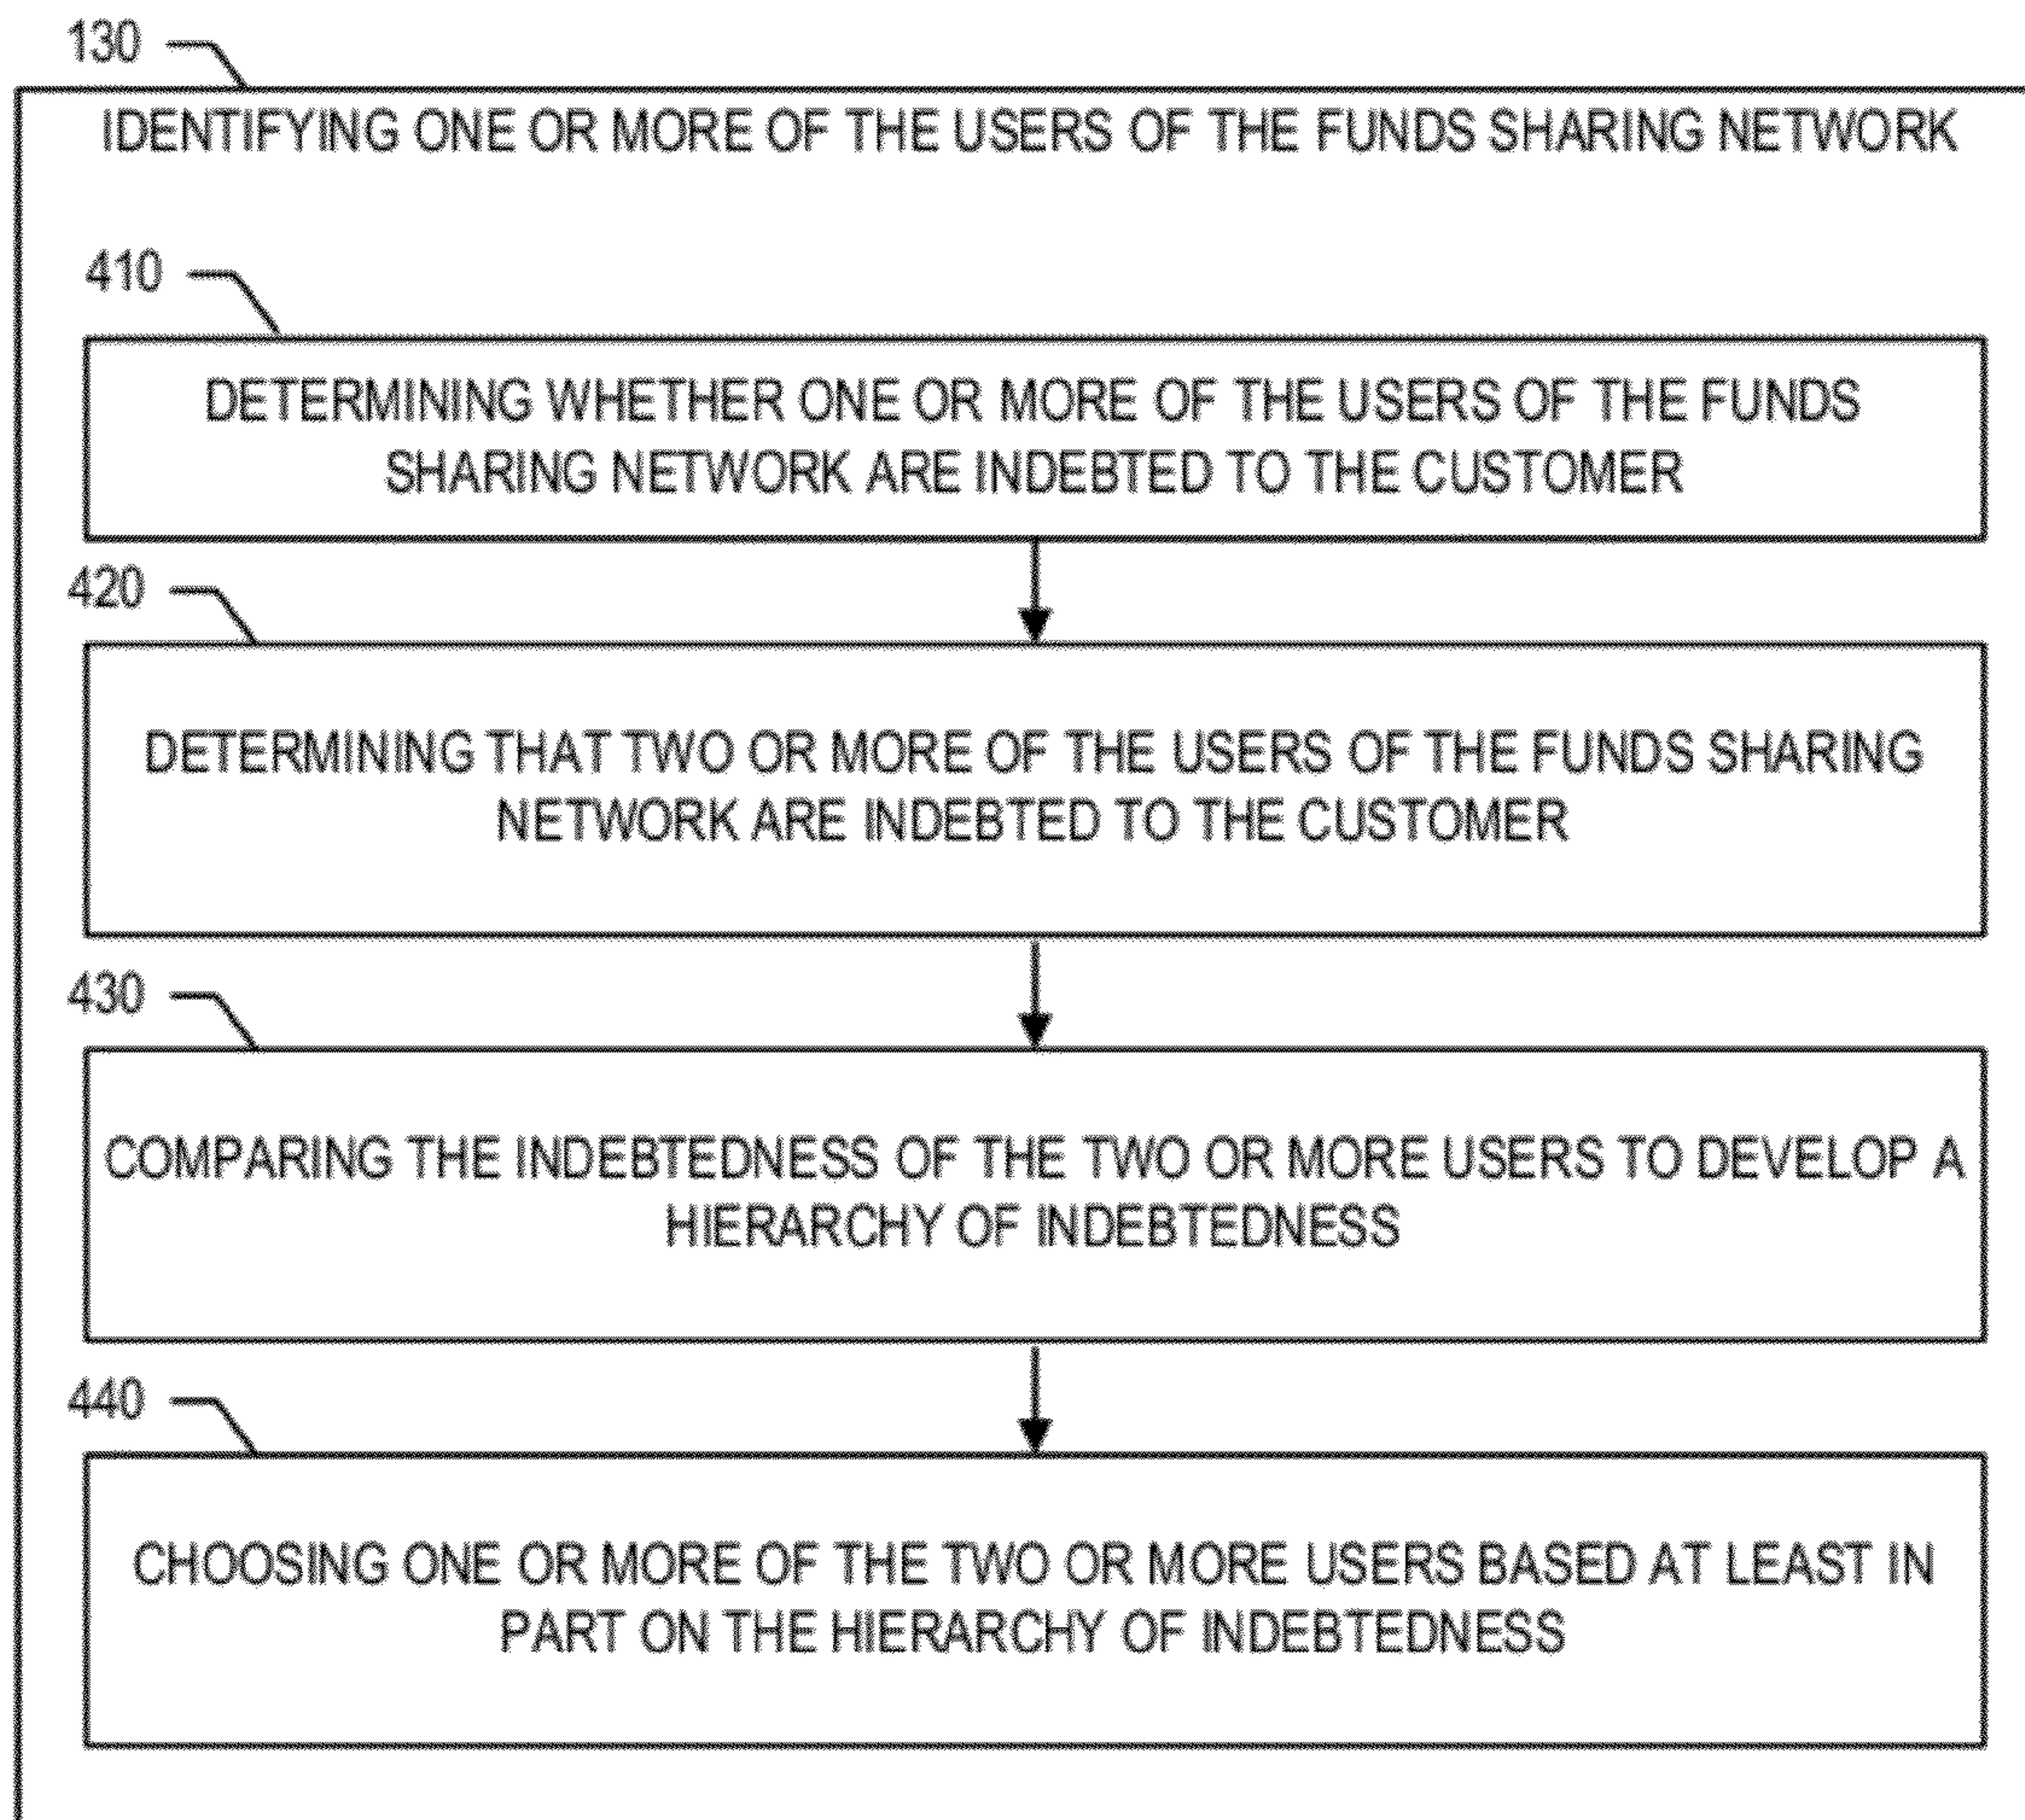 130
IDENTIFYING ONE OR MORE OF THE USERS OF THE FUNDS SHARING NETWORK
410
DETERMINING WHETHER ONE OR MORE OF THE USERS OF THE FUNDS
SHARING NETWORK ARE INDEBTED TO THE CUSTOMER
420
DETERMINING THAT TWO OR MORE OF THE USERS OF THE FUNDS SHARING
NETWORK ARE INDEBTED TO THE CUSTOMER
430
COMPARING THE INDEBTEDNESS OF THE TWO OR MORE USERS TO DEVELOP A
HIERARCHY OF INDEBTEDNESS
440
CHOOSING ONE OR MORE OF THE TWO OR MORE USERS BASED AT LEAST IN
PART ON THE HIERARCHY OF INDEBTEDNESS